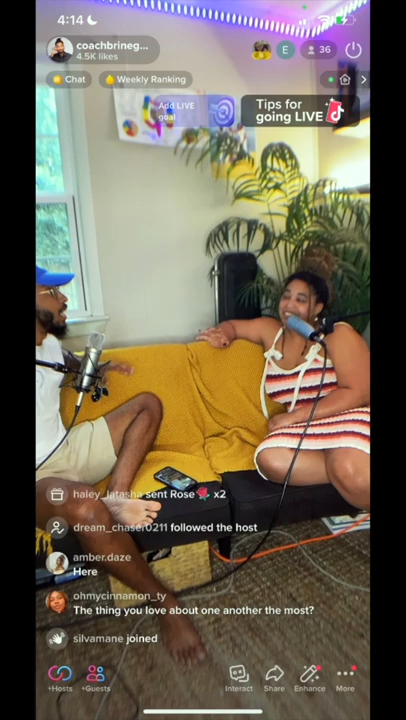 4:14
coachbrineg...
4.5K likes
E
36
Chat
Weekly Ranking
Add LIVE
goal
Tips for
going LIVE
haley_latasha sent Rose x2
dream_chaser0211 followed the host
amber.daze
Here
ohmycinnamon_ty
The thing you love about one another the most?
silvamane joined
+Hosts
+Guests
Interact
Share
Enhance
More